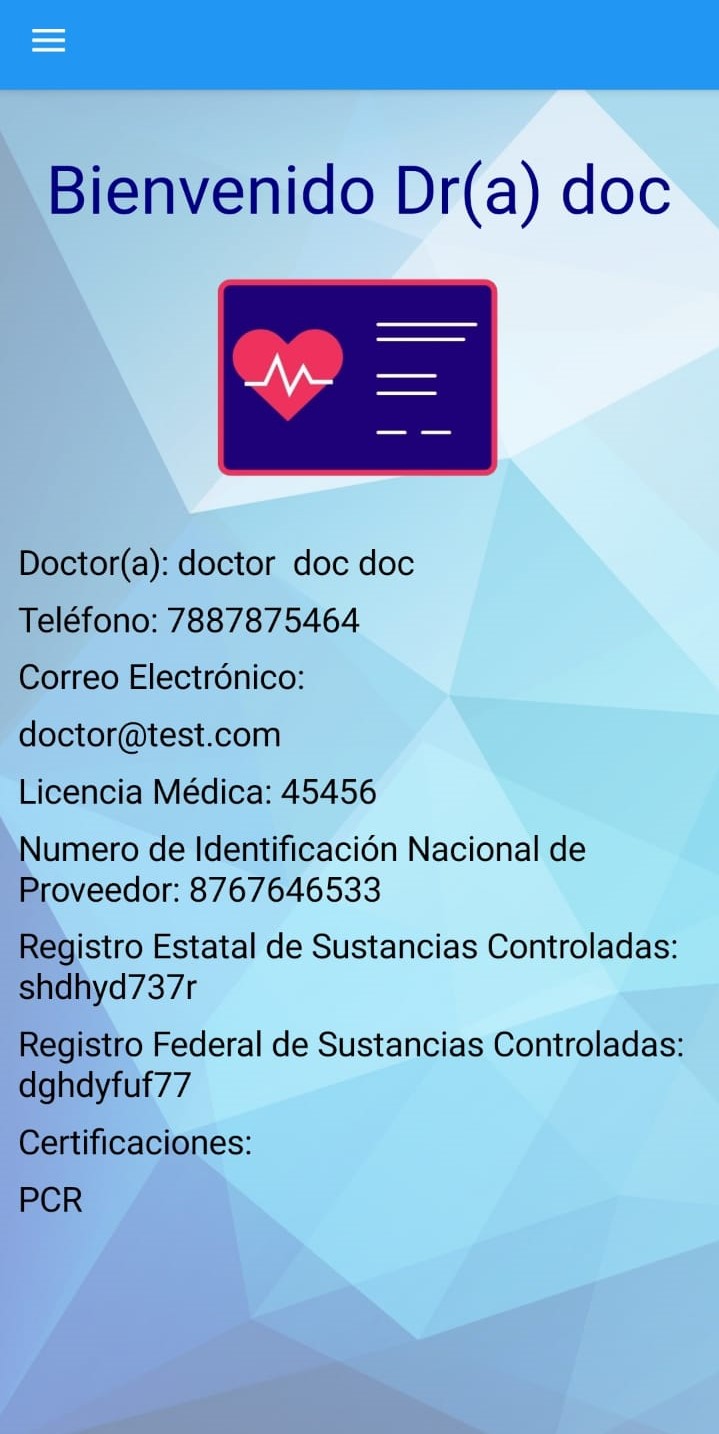 Bienvenido Dr(a) doc
Doctor(a): doctor  doc doc
Teléfono: 7887875464
Correo Electrónico:
doctor@test.com
Licencia Médica: 45456
Numero de Identificación Nacional de
Proveedor: 8767646533
Registro Estatal de Sustancias Controladas:
shdhyd737r
Registro Federal de Sustancias Controladas:
dghdyfuf77
Certificaciones:
PCR